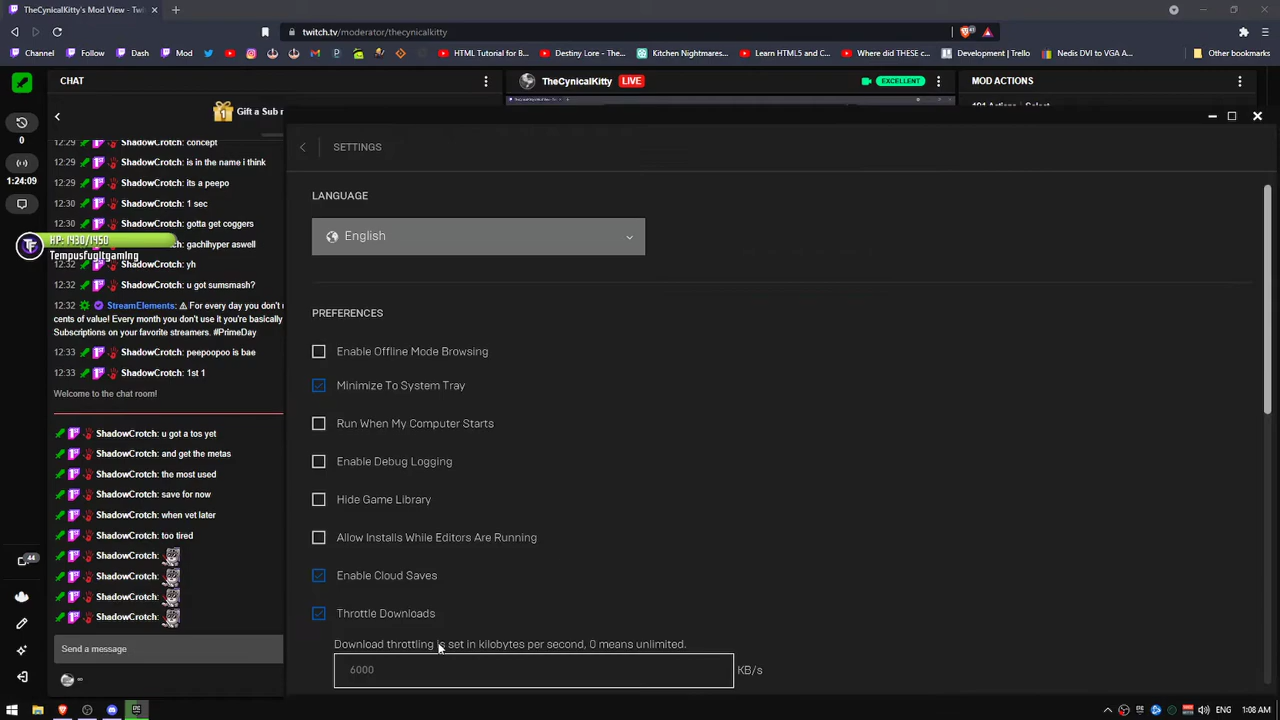 TheCynicalKitty's Mod View - Twit
twitch.tv/moderator/thecynicalkitty
Channel
Follow
Dash
Mod
HTML Tutorial for B...
Destiny Lore - The...
Kitchen Nightmares...
Learn HTML5 and C...
Where did THESE c...
Development | Trello
Nedis DVI to VGA A...
Other bookmarks
CHAT
TheCynicalKitty LIVE
EXCELLENT
MOD ACTIONS
Gift a Sub
0
1:24:09
HP: 1430/1450
Tempusfugitgaming
ShadowCrotch: concept
12:29 ShadowCrotch: is in the name i think
12:29 ShadowCrotch: its a peepo
12:30 ShadowCrotch: 1 sec
12:30 ShadowCrotch: gotta get coggers
ShadowCrotch: gachihyper aswell
12:32 ShadowCrotch: yh
12:32 ShadowCrotch: u got sumsmash?
12:32 StreamElements: ⚠ For every day you don't u
cents of value! Every month you don't use it you're basically
Subscriptions on your favorite streamers. #PrimeDay
12:33 ShadowCrotch: peepoopoo is bae
12:33 ShadowCrotch: 1st 1
Welcome to the chat room!
ShadowCrotch: u got a tos yet
ShadowCrotch: and get the metas
ShadowCrotch: the most used
ShadowCrotch: save for now
ShadowCrotch: when vet later
ShadowCrotch: too tired
ShadowCrotch:
ShadowCrotch:
ShadowCrotch:
ShadowCrotch:
Send a message
44
SETTINGS
LANGUAGE
English
PREFERENCES
Enable Offline Mode Browsing
Minimize To System Tray
Run When My Computer Starts
Enable Debug Logging
Hide Game Library
Allow Installs While Editors Are Running
Enable Cloud Saves
Throttle Downloads
Download throttling is set in kilobytes per second, 0 means unlimited.
6000 KB/s
ENG 1:08 AM